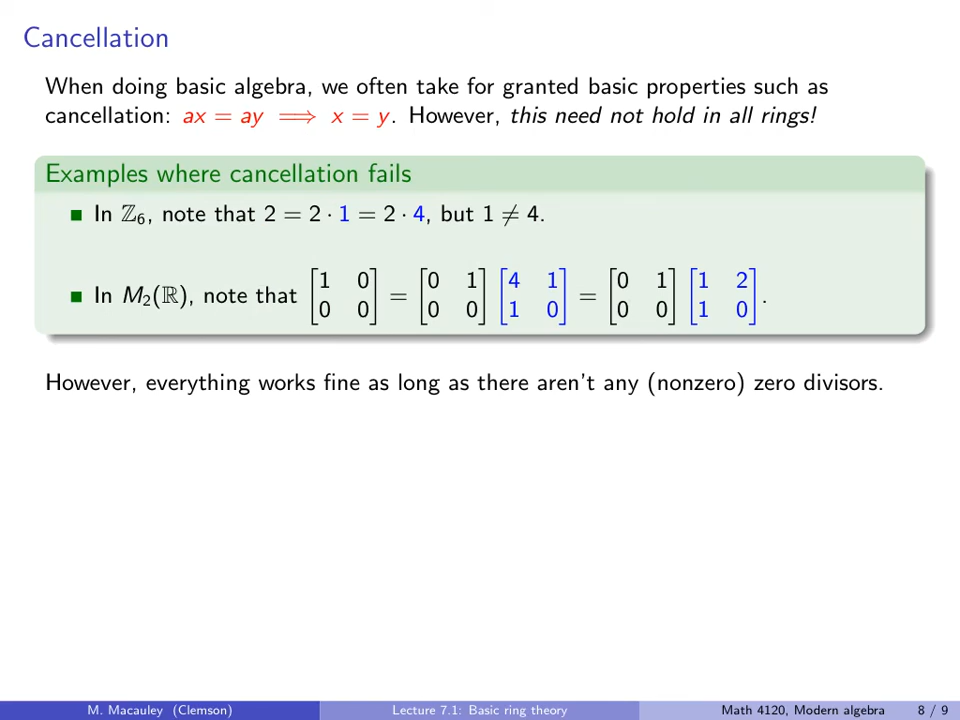 Cancellation
When doing basic algebra, we often take for granted basic properties such as
cancellation: ax = ay ⟹ x = y. However, this need not hold in all rings!
Examples where cancellation fails
■ In ℤ₆, note that 2 = 2 · 1 = 2 · 4, but 1 ≠ 4.
■ In M₂(ℝ), note that [1 0; 0 0] = [0 1; 0 0] [4 1; 1 0] = [0 1; 0 0] [1 2; 1 0].
However, everything works fine as long as there aren't any (nonzero) zero divisors.
M. Macauley (Clemson) Lecture 7.1: Basic ring theory Math 4120, Modern algebra 8 / 9